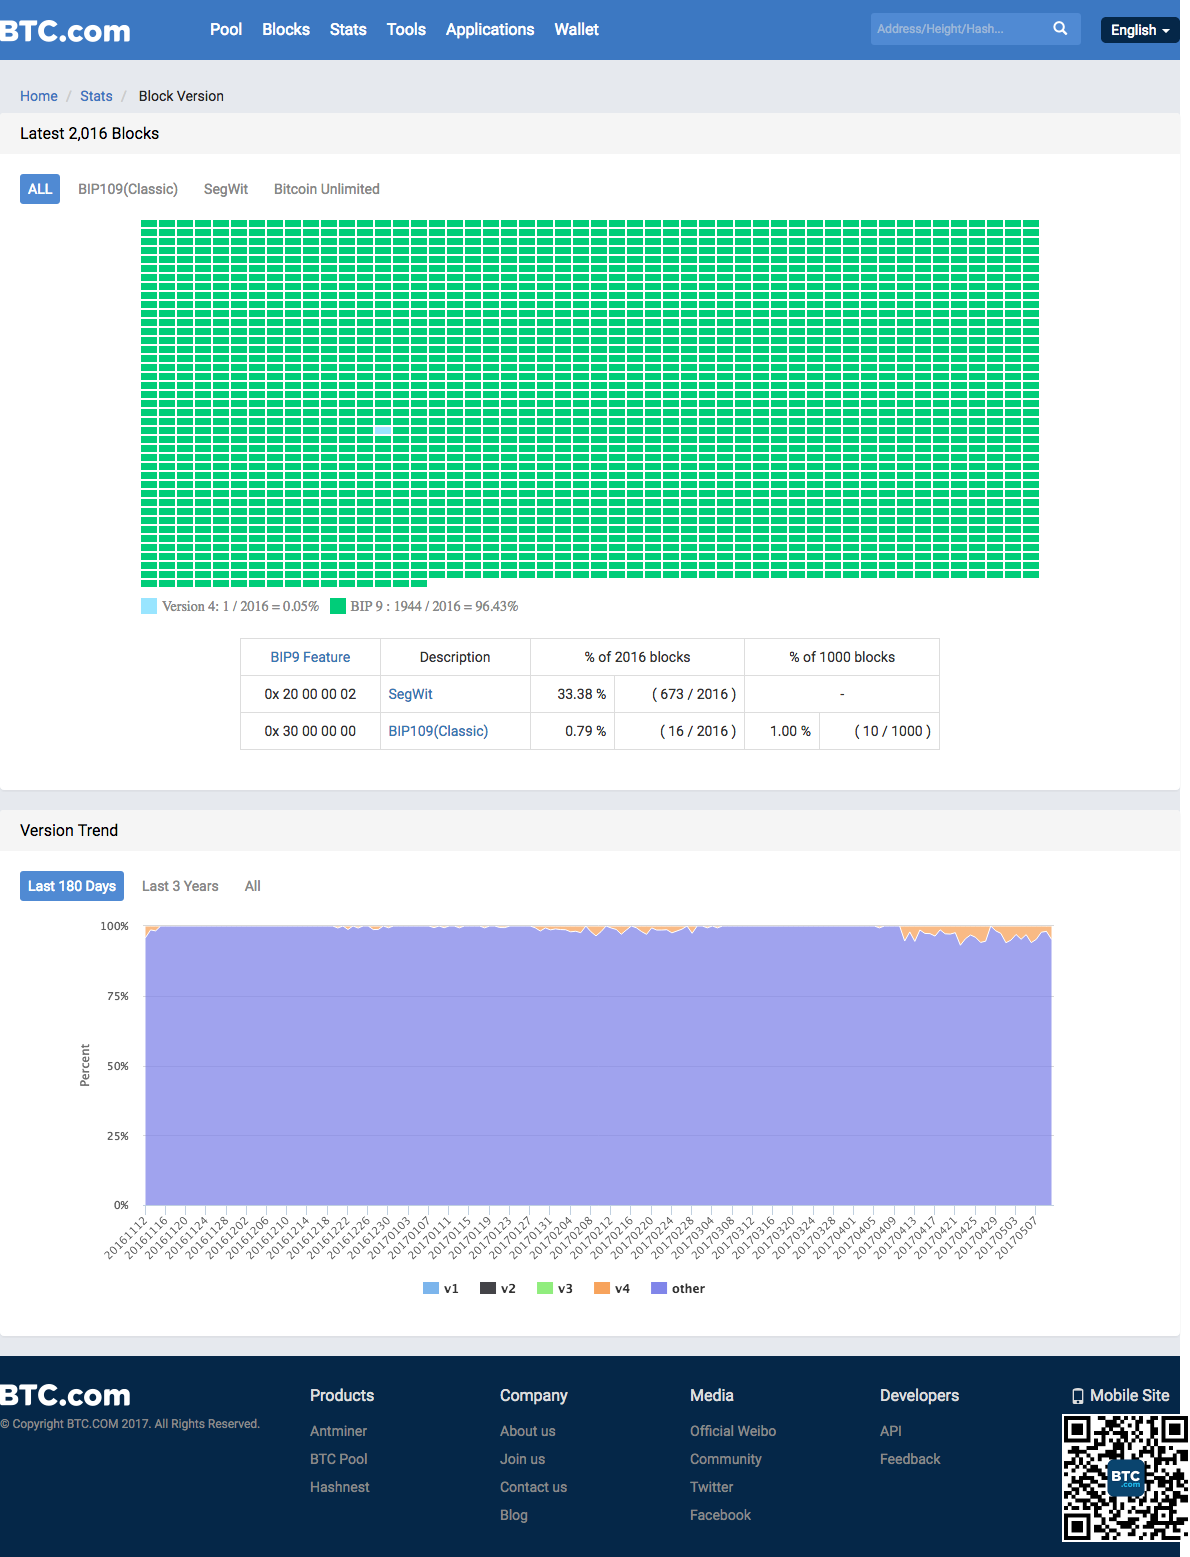 BTC.com Pool Blocks Stats Tools Applications Wallet Address/Height/Hash... English
Home / Stats / Block Version
Latest 2,016 Blocks
ALL BIP109(Classic) SegWit Bitcoin Unlimited
Version 4: 1 / 2016 = 0.05% BIP 9 : 1944 / 2016 = 96.43%
BIP9 Feature Description % of 2016 blocks % of 1000 blocks
0x 20 00 00 02 SegWit 33.38 % ( 673 / 2016 ) -
0x 30 00 00 00 BIP109(Classic) 0.79 % ( 16 / 2016 ) 1.00 % ( 10 / 1000 )
Version Trend
Last 180 Days Last 3 Years All
100%
75%
50%
25%
0%
Percent
20161112 20161116 20161120 20161124 20161128 20161202 20161206 20161210 20161214 20161218 20161222 20161226 20161230 20170103 20170107 20170111 20170115 20170119 20170123 20170127 20170131 20170204 20170208 20170212 20170216 20170220 20170224 20170228 20170304 20170308 20170312 20170316 20170320 20170324 20170328 20170401 20170405 20170409 20170413 20170417 20170421 20170425 20170429 20170503 20170507
v1 v2 v3 v4 other
BTC.com Products Company Media Developers Mobile Site
© Copyright BTC.COM 2017. All Rights Reserved.
Antminer About us Official Weibo API
BTC Pool Join us Community Feedback
Hashnest Contact us Twitter
Blog Facebook
BTC
.com